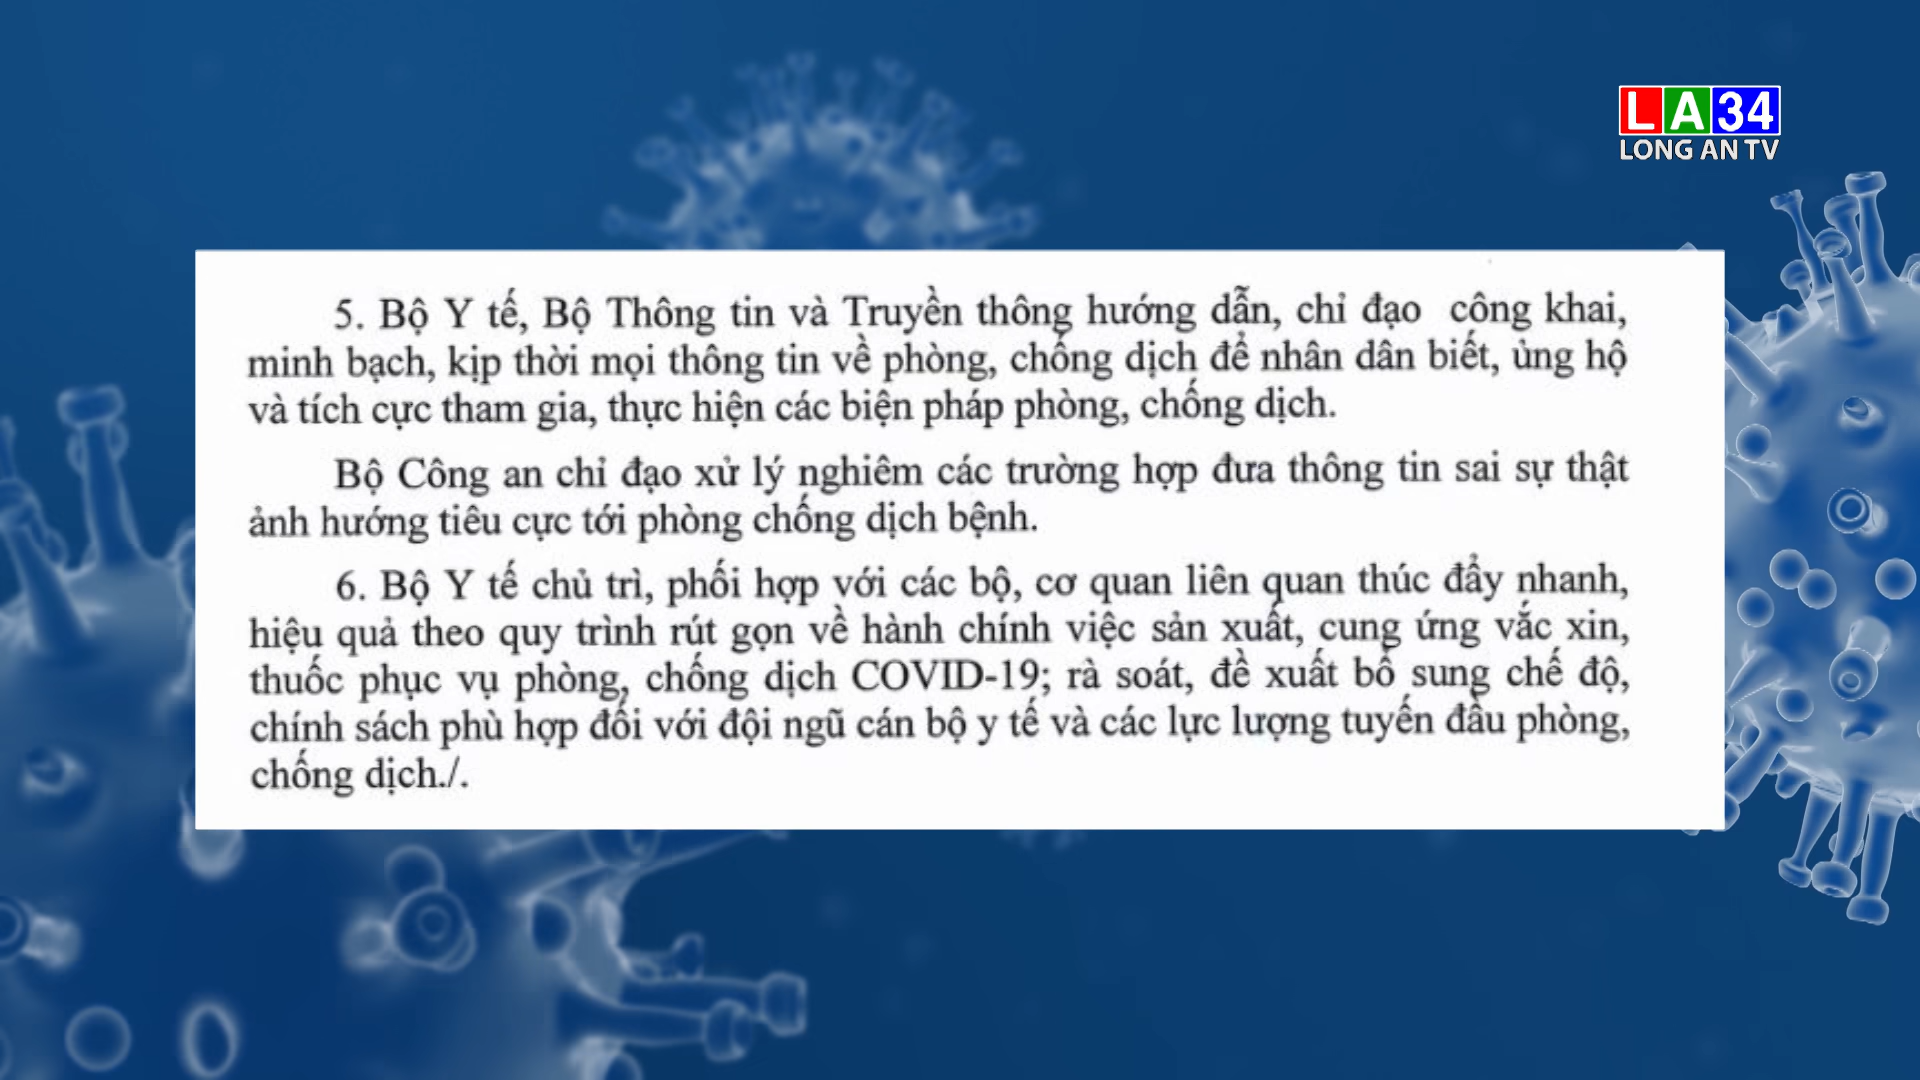 LA34
LONG AN TV
5. Bộ Y tế, Bộ Thông tin và Truyền thông hướng dẫn, chỉ đạo công khai,
minh bạch, kịp thời mọi thông tin về phòng, chống dịch để nhân dân biết, ủng hộ
và tích cực tham gia, thực hiện các biện pháp phòng, chống dịch.
Bộ Công an chỉ đạo xử lý nghiêm các trường hợp đưa thông tin sai sự thật
ảnh hướng tiêu cực tới phòng chống dịch bệnh.
6. Bộ Y tế chủ trì, phối hợp với các bộ, cơ quan liên quan thúc đẩy nhanh,
hiệu quả theo quy trình rút gọn về hành chính việc sản xuất, cung ứng vắc xin,
thuốc phục vụ phòng, chống dịch COVID-19; rà soát, đề xuất bổ sung chế độ,
chính sách phù hợp đối với đội ngũ cán bộ y tế và các lực lượng tuyến đầu phòng,
chống dịch./.